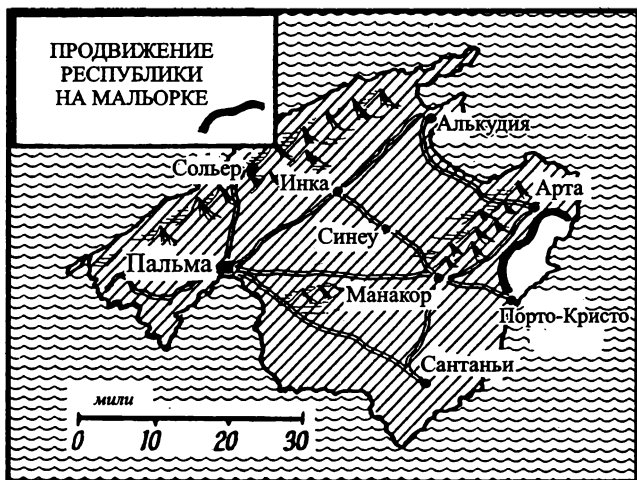 ПРОДВИЖЕНИЕ
РЕСПУБЛИКИ
НА МАЛЬОРКЕ
Алькудия
Сольер
Инка
Арта
Синеу
Пальма
Манакор
Порто-Кристо
Сантаньи
мили
0 10 20 30